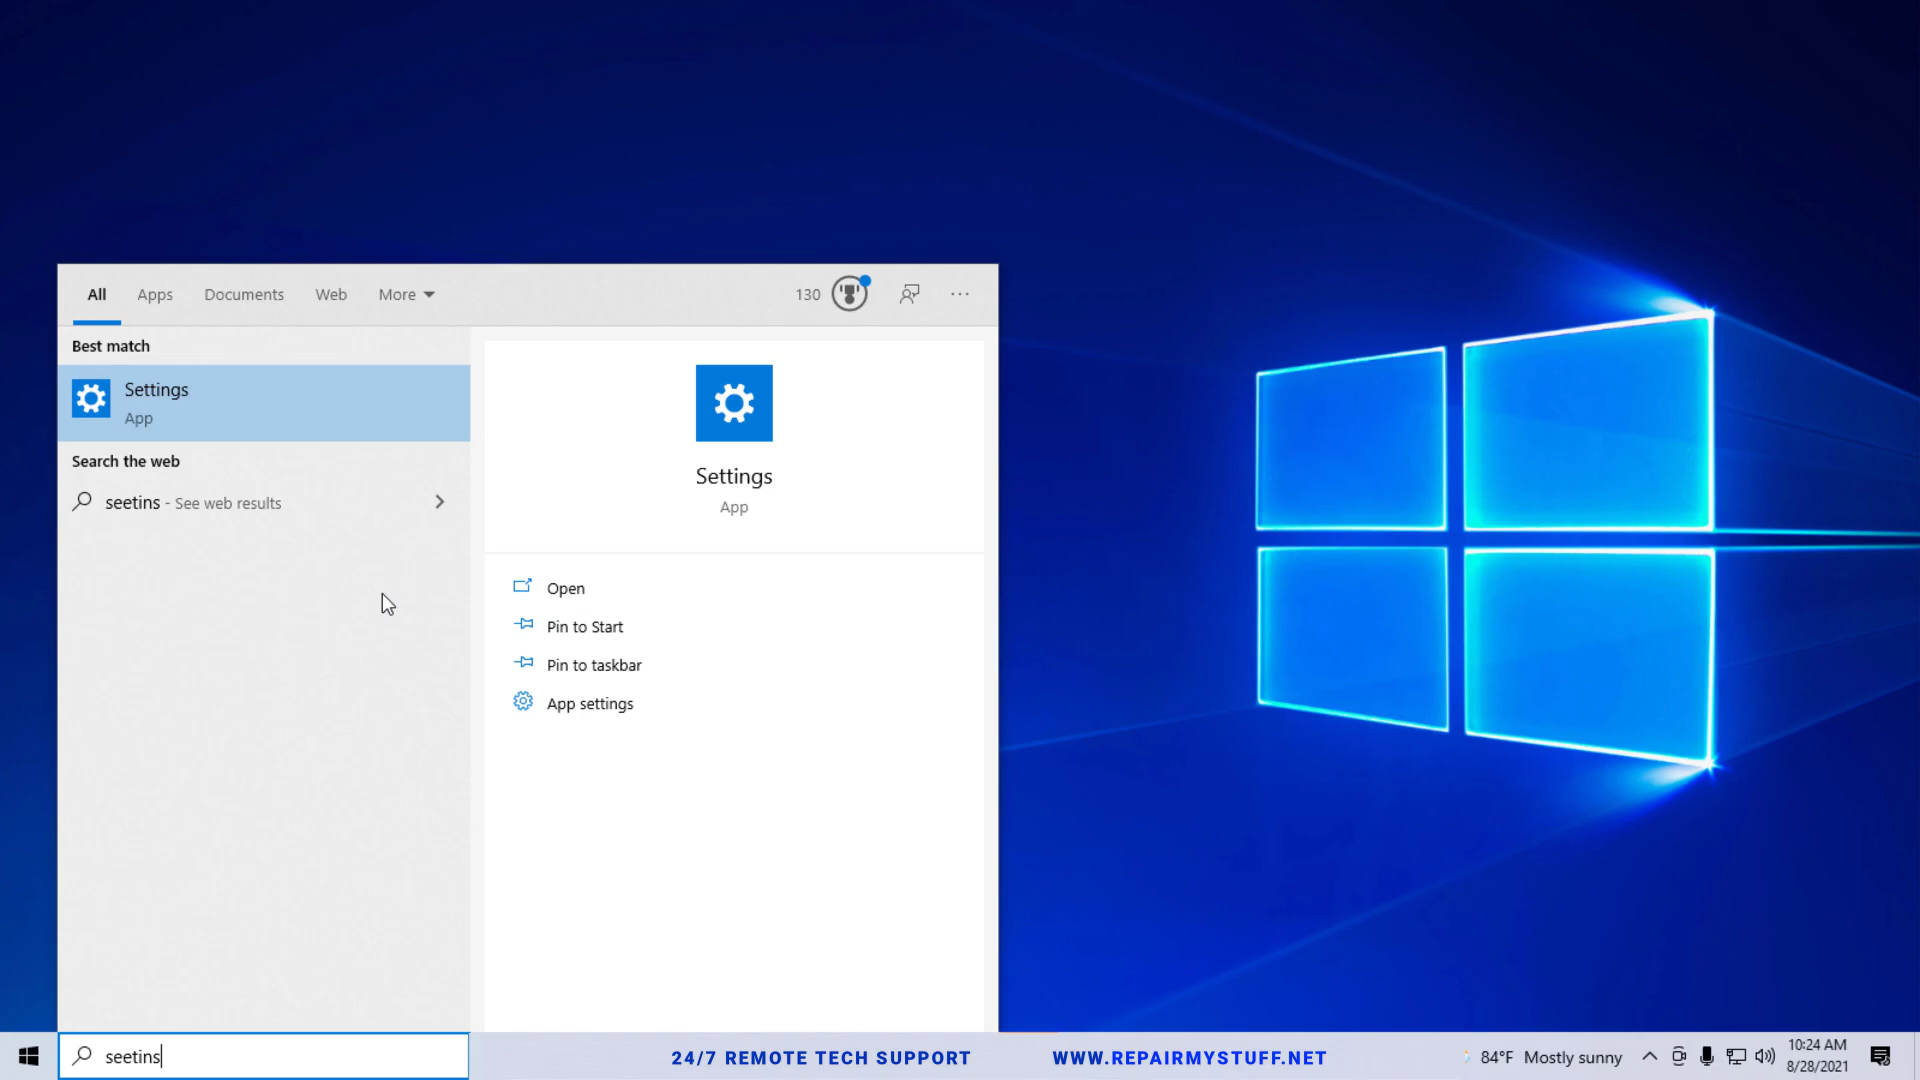 All Apps Documents Web More 130 ...
Best match
Settings
App
Search the web
seetins - See web results
Settings
App
Open
Pin to Start
Pin to taskbar
App settings
seetins
24/7 REMOTE TECH SUPPORT WWW.REPAIRMYSTUFF.NET
84°F Mostly sunny
10:24 AM
8/28/2021